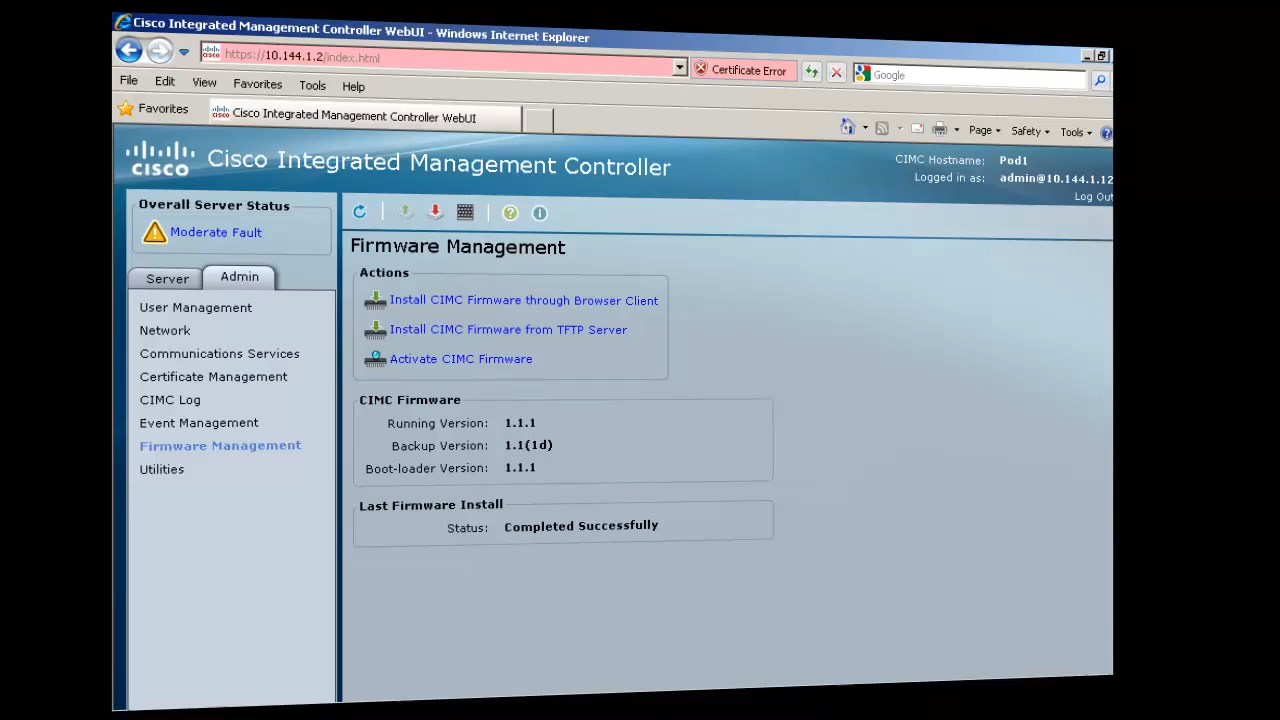 Cisco Integrated Management Controller WebUI - Windows Internet Explorer
https://10.144.1.2/index.html
Certificate Error
Google
File Edit View Favorites Tools Help
Favorites
Cisco Integrated Management Controller WebUI
Page Safety Tools
CISCO
Cisco Integrated Management Controller
CIMC Hostname: Pod1
Logged in as: admin@10.144.1.12
Log Out
Overall Server Status
Moderate Fault
Server
Admin
User Management
Network
Communications Services
Certificate Management
CIMC Log
Event Management
Firmware Management
Utilities
Firmware Management
Actions
Install CIMC Firmware through Browser Client
Install CIMC Firmware from TFTP Server
Activate CIMC Firmware
CIMC Firmware
Running Version: 1.1.1
Backup Version: 1.1(1d)
Boot-loader Version: 1.1.1
Last Firmware Install
Status: Completed Successfully